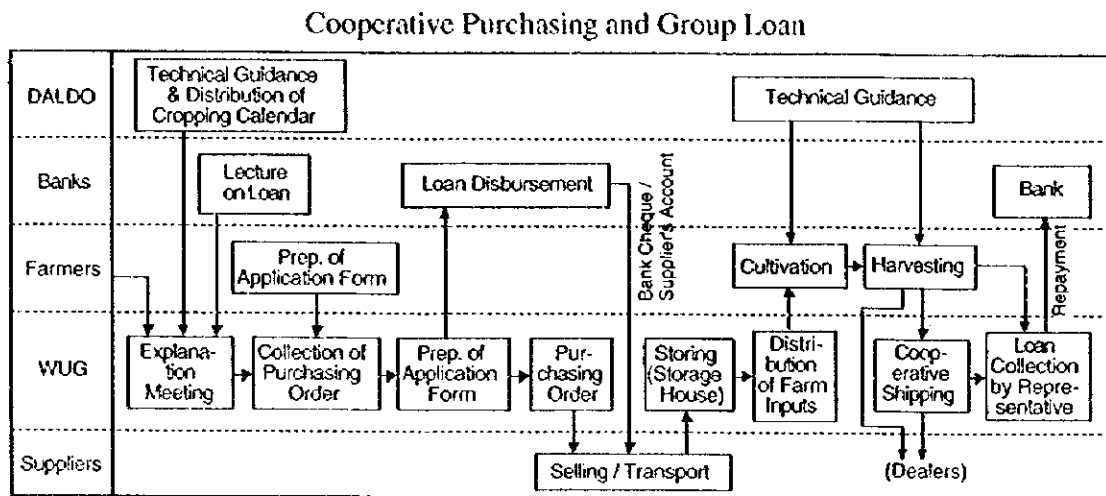 Cooperative Purchasing and Group Loan
DALDO
Technical Guidance
& Distribution of
Cropping Calendar
Technical Guidance
Banks
Lecture
on Loan
Loan Disbursement
Bank Cheque /
Supplier's Account
Bank
Farmers
Prep. of
Application Form
Cultivation
Harvesting
Repayment
WUG
Explana-
tion
Meeting
Collection of
Purchasing
Order
Prep. of
Application
Form
Pur-
chasing
Order
Storing
(Storage
House)
Distri-
bution
of Farm
Inputs
Coop-
erative
Shipping
Loan
Collection
by Repre-
sentative
Suppliers
Selling / Transport
(Dealers)